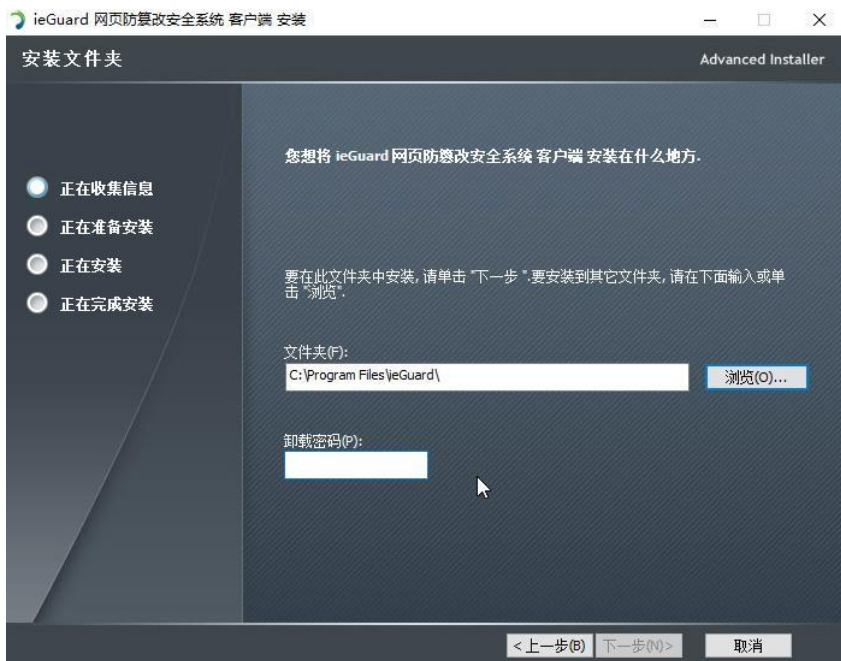 ieGuard 网页防篡改安全系统 客户端 安装
安装文件夹
Advanced Installer
您想将 ieGuard 网页防篡改安全系统 客户端 安装在什么地方.
正在收集信息
正在准备安装
正在安装
正在完成安装
要在此文件夹中安装, 请单击 "下一步 ".要安装到其它文件夹, 请在下面输入或单
击 "浏览".
文件夹(F):
C:\Program Files\ieGuard\
浏览(O)...
卸载密码(P):
<上一步(B)
下一步(N)>
取消